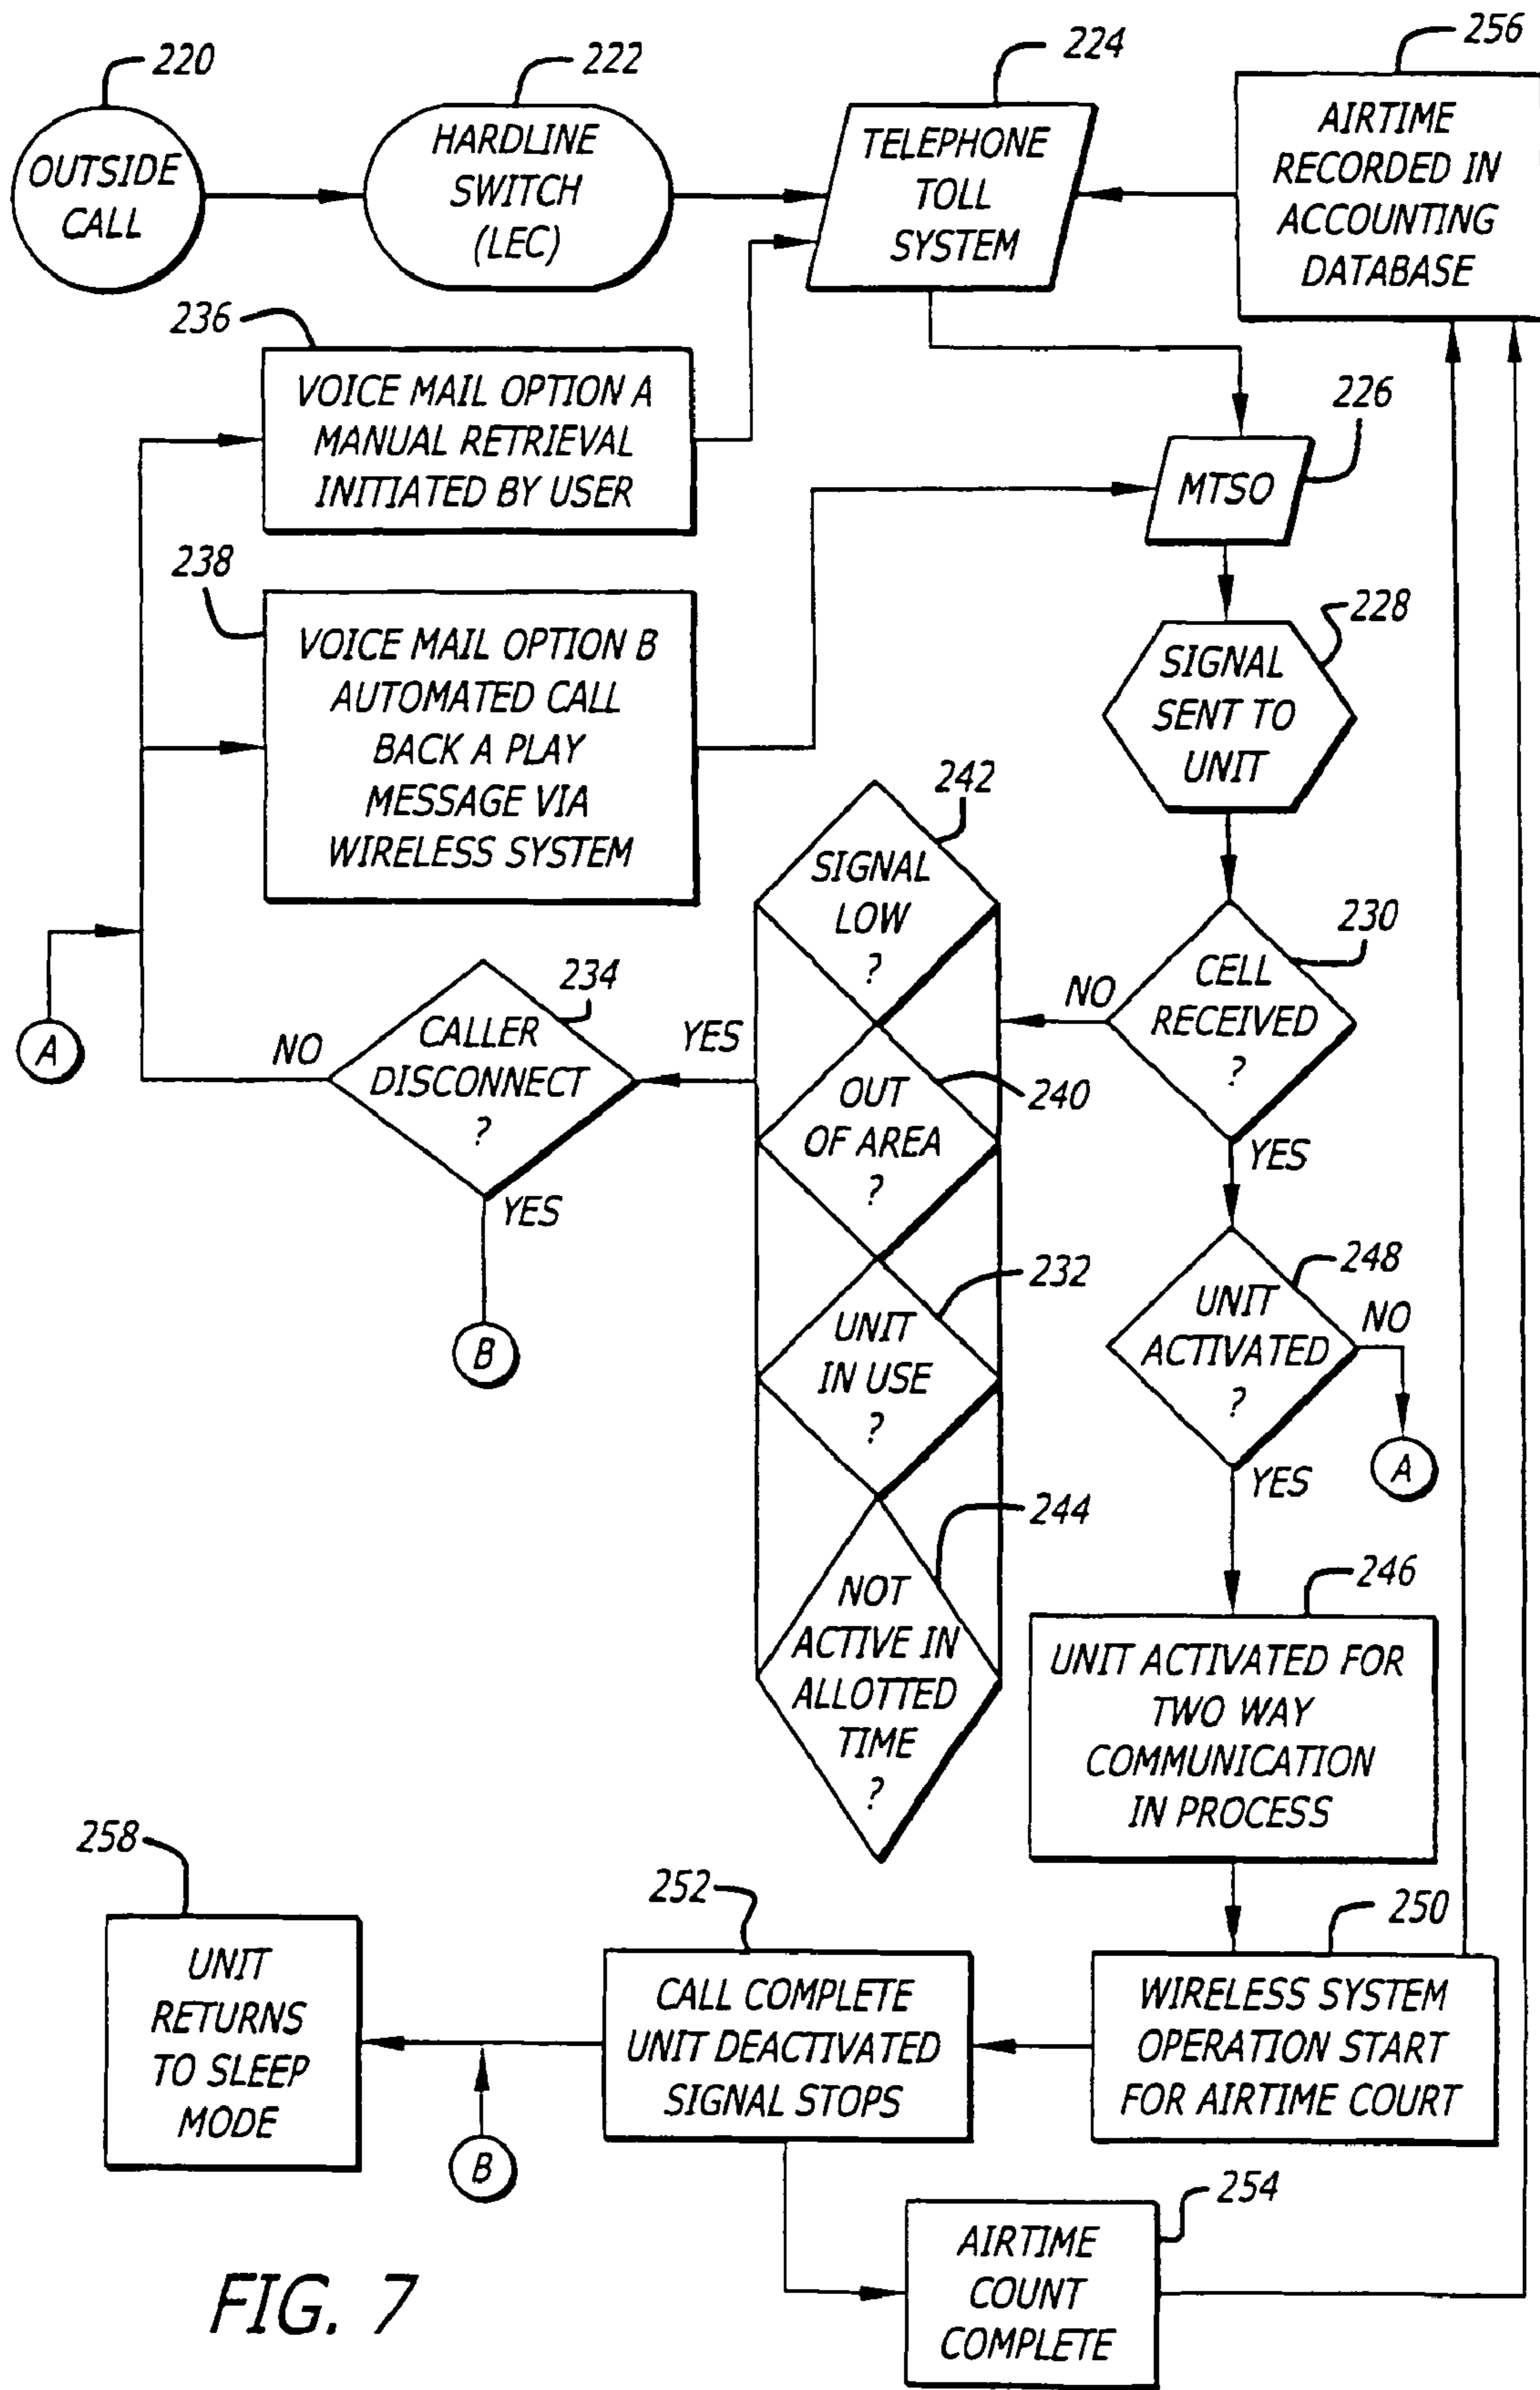 220
222
224
256
OUTSIDE
CALL
HARDLINE
SWITCH
(LEC)
TELEPHONE
TOLL
SYSTEM
AIRTIME
RECORDED IN
ACCOUNTING
DATABASE
236
VOICE MAIL OPTION A
MANUAL RETRIEVAL
INITIATED BY USER
226
MTSO
238
VOICE MAIL OPTION B
AUTOMATED CALL
BACK A PLAY
MESSAGE VIA
WIRELESS SYSTEM
228
SIGNAL
SENT TO
UNIT
242
SIGNAL
LOW
?
230
CELL
RECEIVED
?
NO
YES
A
234
CALLER
DISCONNECT
?
NO
YES
YES
B
240
OUT
OF AREA
?
232
UNIT
IN USE
?
248
UNIT
ACTIVATED
?
NO
A
YES
244
NOT
ACTIVE IN
ALLOTTED
TIME
?
246
UNIT ACTIVATED FOR
TWO WAY
COMMUNICATION
IN PROCESS
258
UNIT
RETURNS
TO SLEEP
MODE
252
CALL COMPLETE
UNIT DEACTIVATED
SIGNAL STOPS
250
WIRELESS SYSTEM
OPERATION START
FOR AIRTIME COURT
B
254
AIRTIME
COUNT
COMPLETE
FIG. 7